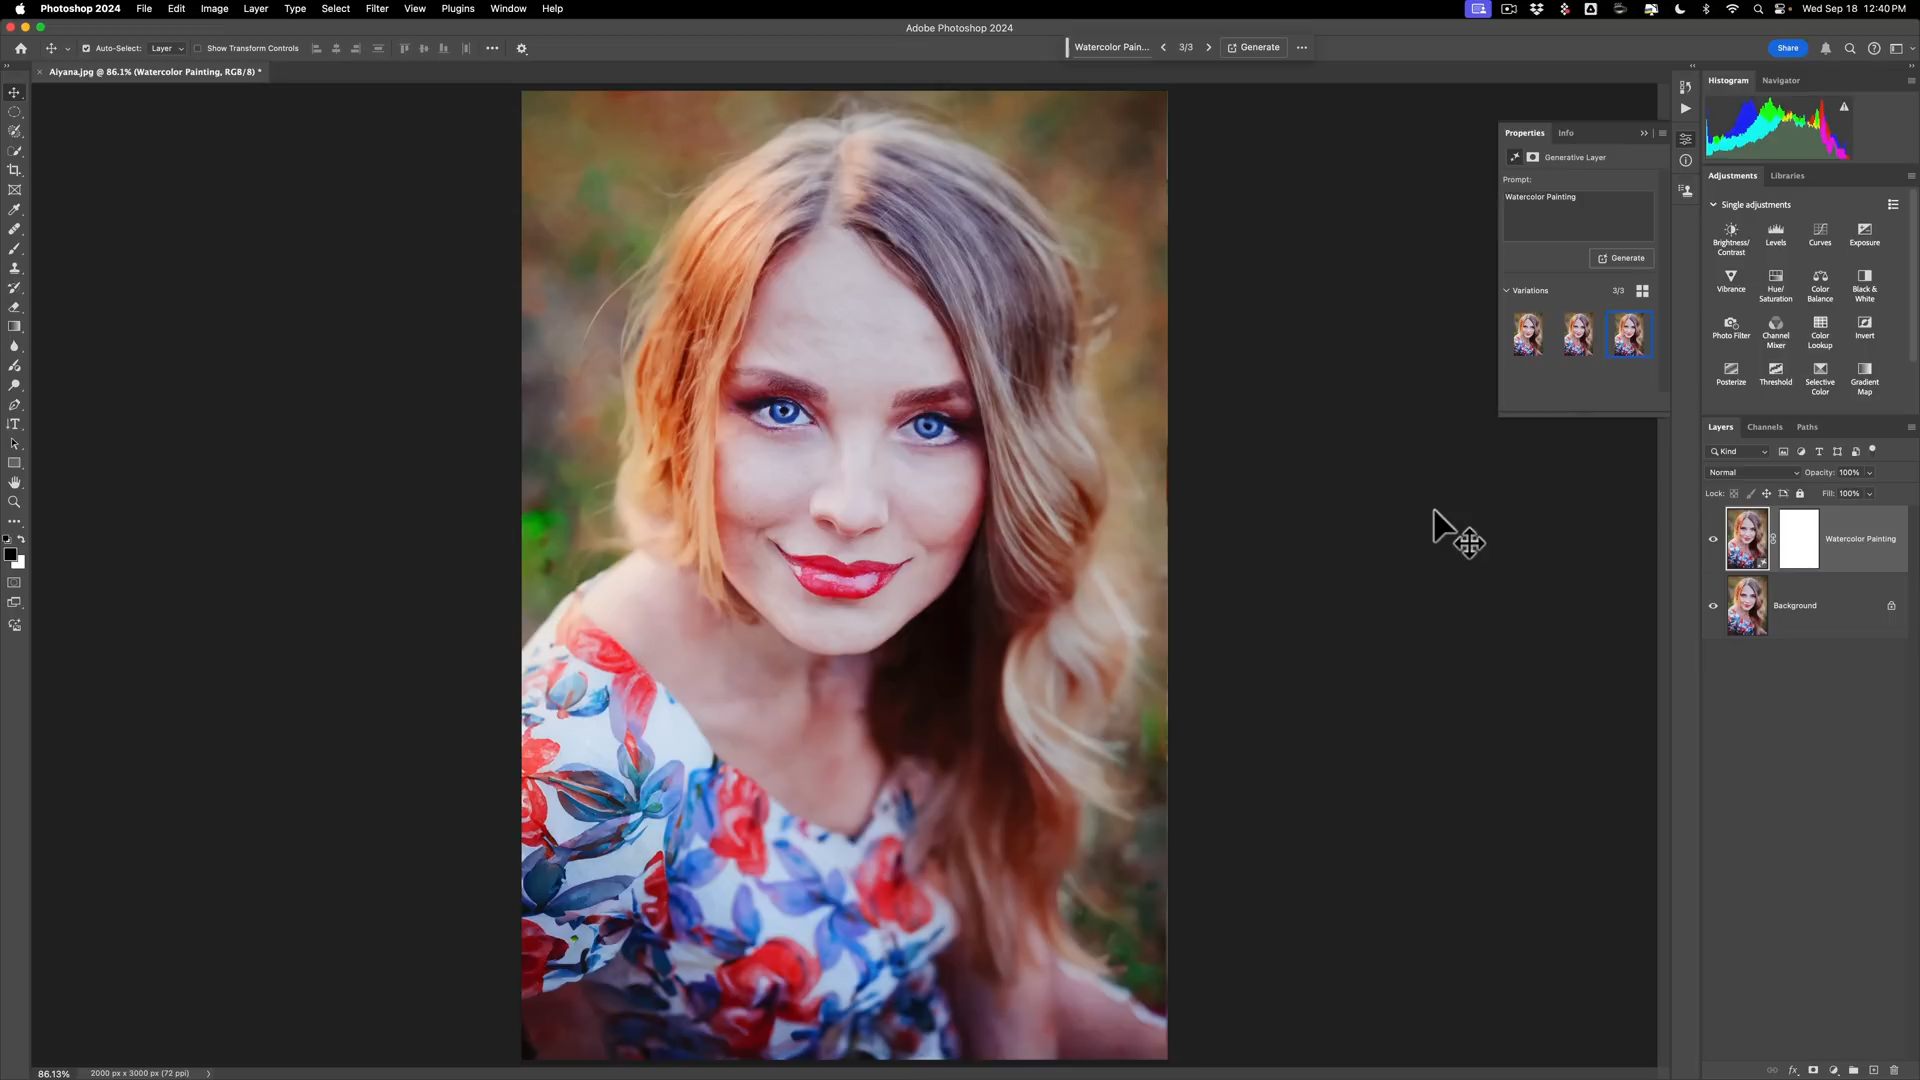 Photoshop 2024 File Edit Image Layer Type Select Filter View Plugins Window Help Wed Sep 18 12:40 PM
Adobe Photoshop 2024
Auto-Select: Layer Show Transform Controls
Watercolor Pain... 3/3 Generate
Share
Aiyana.jpg @ 86.1% (Watercolor Painting, RGB/8) *
Properties Info
Generative Layer
Prompt:
Watercolor Painting
Generate
Variations 3/3
Histogram Navigator
Adjustments Libraries
Single adjustments
Brightness/
Contrast
Levels
Curves
Exposure
Vibrance
Hue/
Saturation
Color
Balance
Black &
White
Photo Filter
Channel
Mixer
Color
Lookup
Invert
Posterize
Threshold
Selective
Color
Gradient
Map
Layers Channels Paths
Kind
Normal Opacity: 100%
Lock: Fill: 100%
Watercolor Painting
Background
fx
86.13% 2000 px x 3000 px (72 ppi)